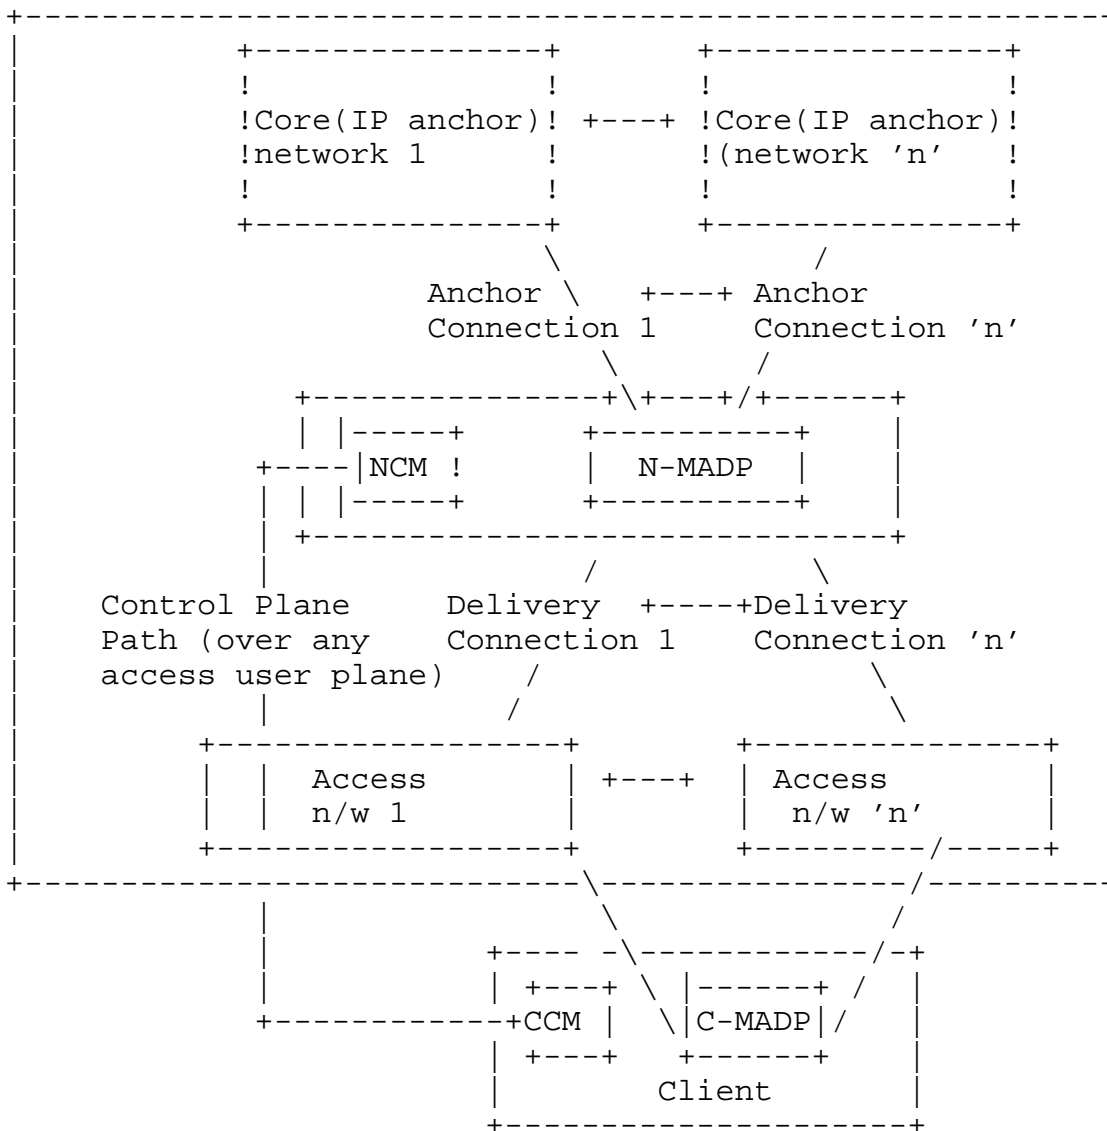 !Core(IP anchor)! +---+ !Core(IP anchor)!
!network 1 ! !(network 'n' !
Anchor \ +---+ Anchor
Connection 1 Connection 'n'
+----|NCM ! | N-MADP | |
Control Plane Delivery +----+Delivery
Path (over any Connection 1 Connection 'n'
access user plane)
Access | +---+ | Access
n/w 1 n/w 'n'
+------------+CCM | \|C-MADP|/
Client